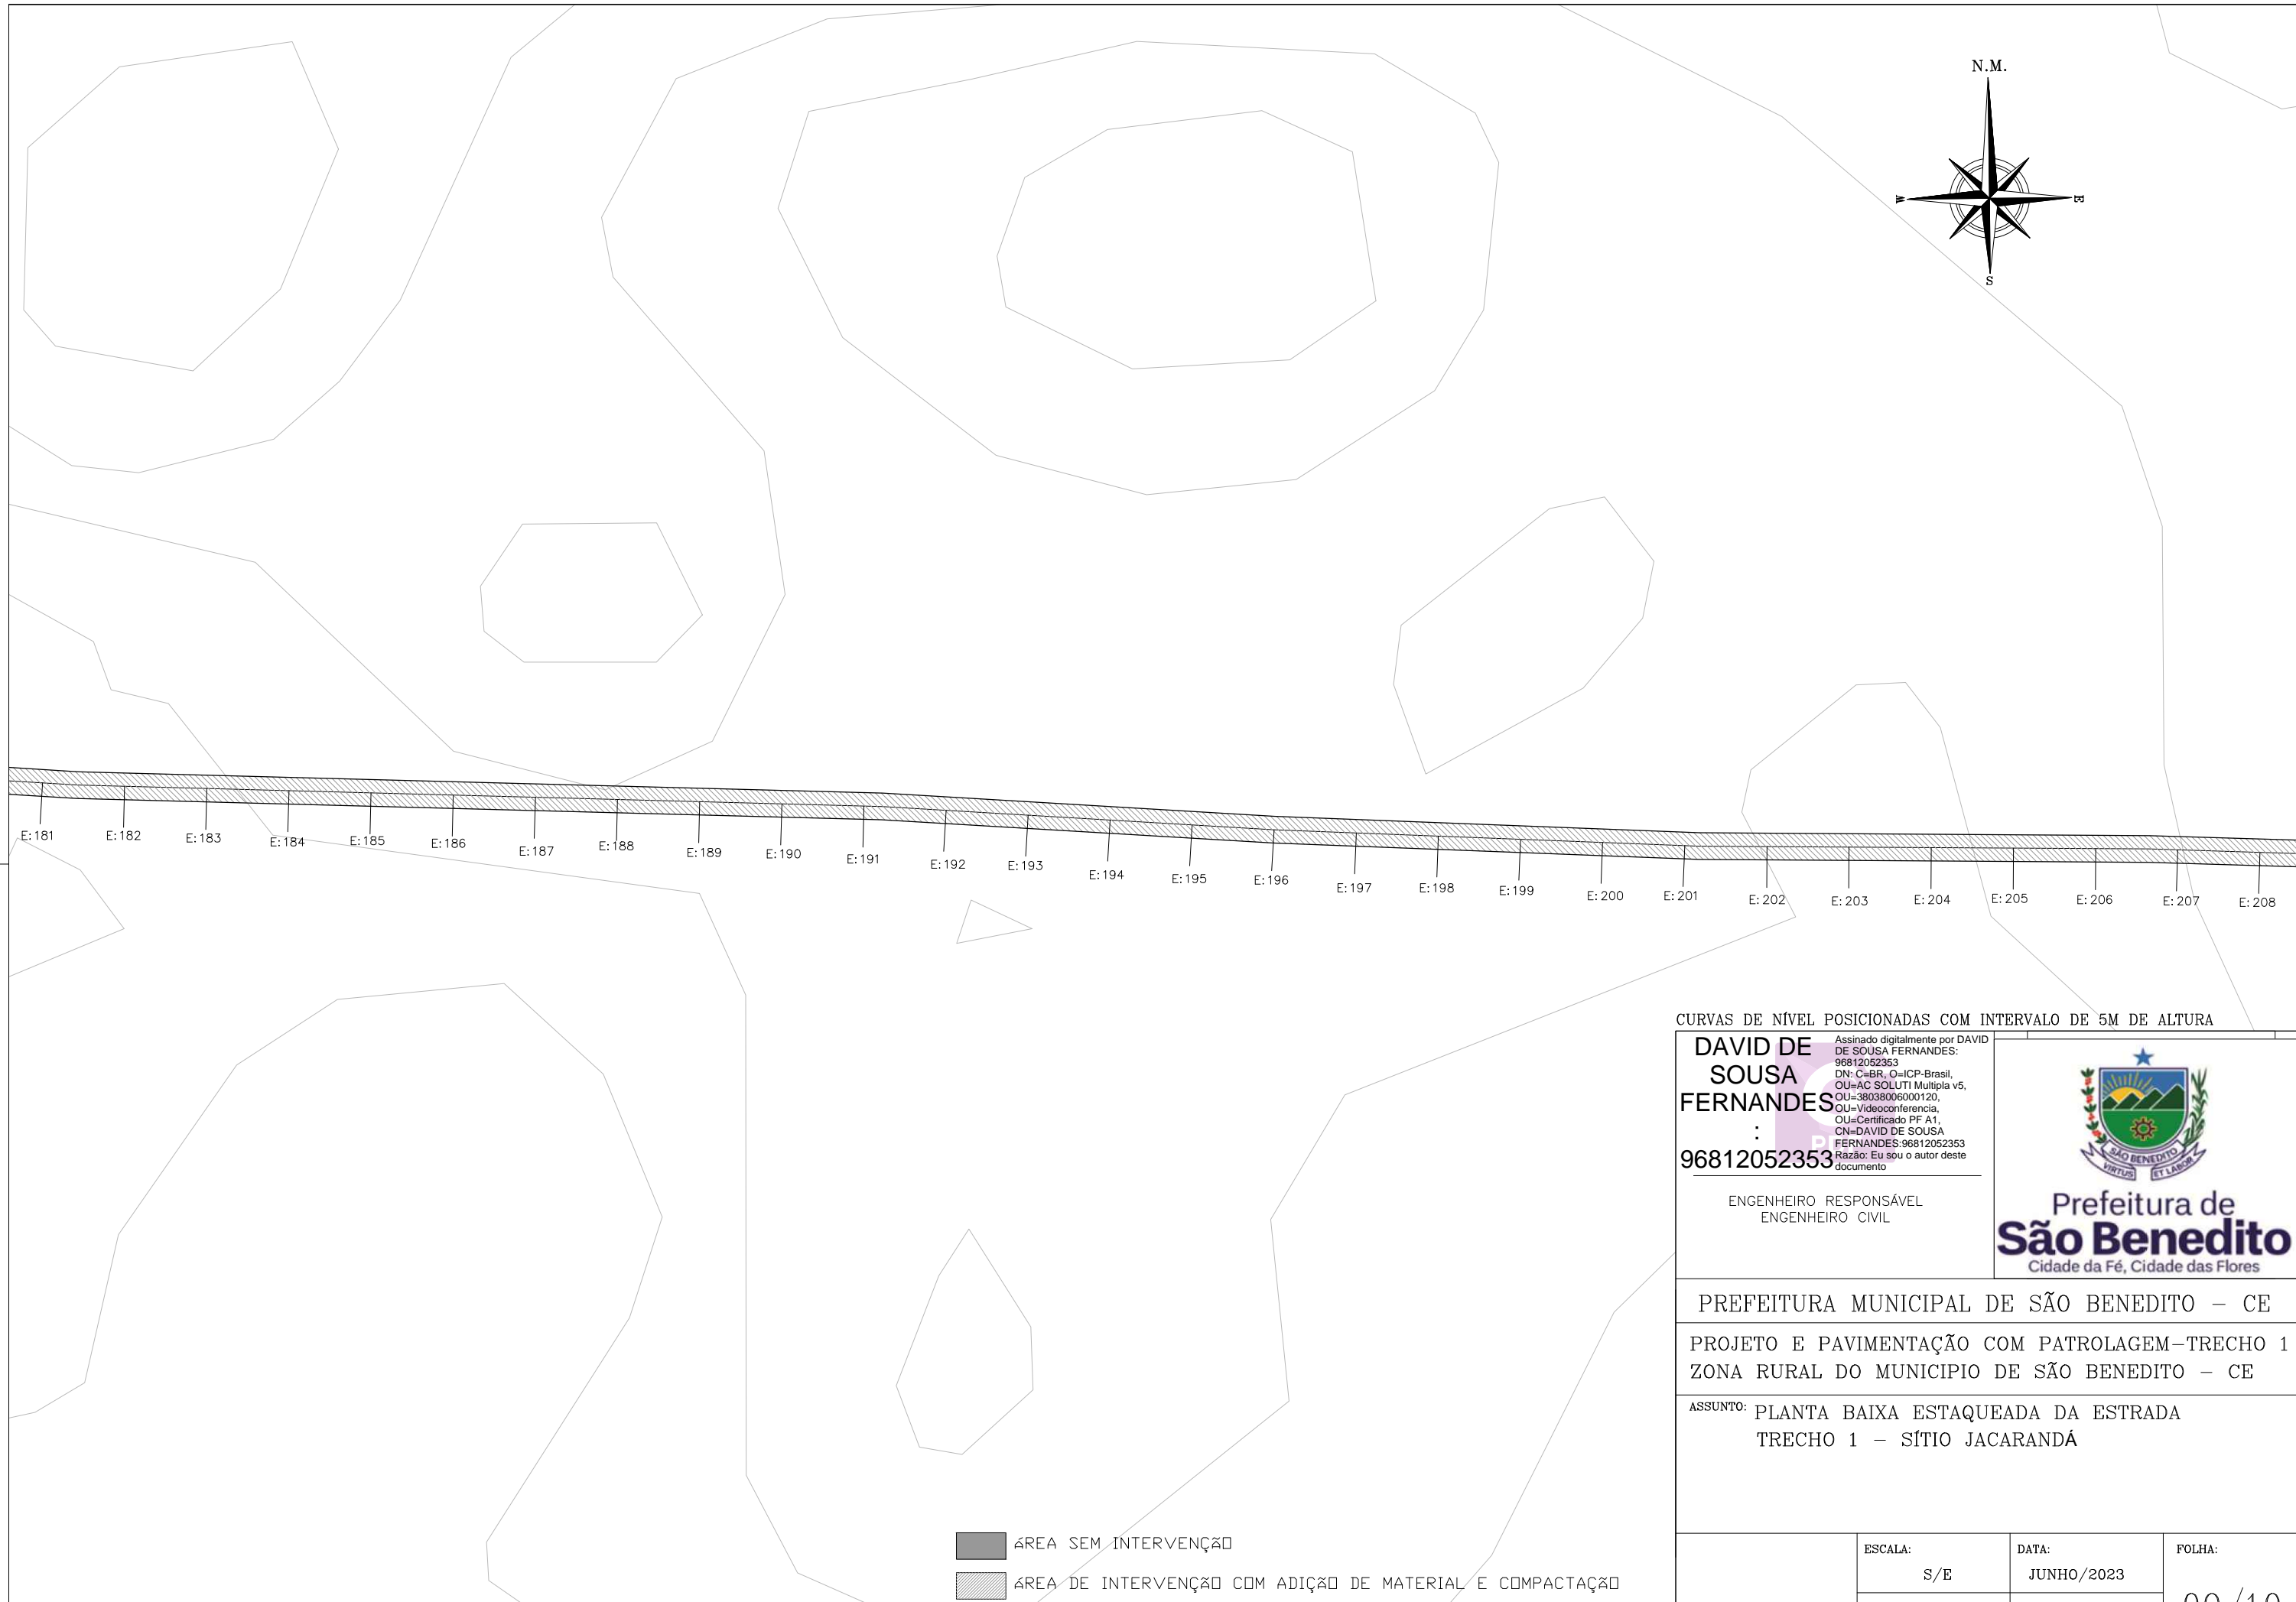 N.M.
W
E
S
E:181
E:182
E:183
E:184
E:185
E:186
E:187
E:188
E:189
E:190
E:191
E:192
E:193
E:194
E:195
E:196
E:197
E:198
E:199
E:200
E:201
E:202
E:203
E:204
E:205
E:206
E:207
E:208
CURVAS DE NÍVEL POSICIONADAS COM INTERVALO DE 5M DE ALTURA
DAVID DE
SOUSA
FERNANDES
:
96812052353
Assinado digitalmente por DAVID
DE SOUSA FERNANDES:
96812052353
DN: C=BR, O=ICP-Brasil,
OU=AC SOLUTI Multipla v5,
OU=38038006000120,
OU=Videoconferencia,
OU=Certificado PF A1,
CN=DAVID DE SOUSA
FERNANDES:96812052353
Razão: Eu sou o autor deste
documento
ENGENHEIRO RESPONSÁVEL
ENGENHEIRO CIVIL
SÃO BENEDITO
VIRTUS ET LABOR
Prefeitura de
São Benedito
Cidade da Fé, Cidade das Flores
PREFEITURA MUNICIPAL DE SÃO BENEDITO – CE
PROJETO E PAVIMENTAÇÃO COM PATROLAGEM–TRECHO 1
ZONA RURAL DO MUNICIPIO DE SÃO BENEDITO – CE
ASSUNTO: PLANTA BAIXA ESTAQUEADA DA ESTRADA
TRECHO 1 – SÍTIO JACARANDÁ
ÁREA SEM INTERVENÇÃO
ÁREA DE INTERVENÇÃO COM ADIÇÃO DE MATERIAL E COMPACTAÇÃO
ESCALA:
S/E
DATA:
JUNHO/2023
FOLHA: